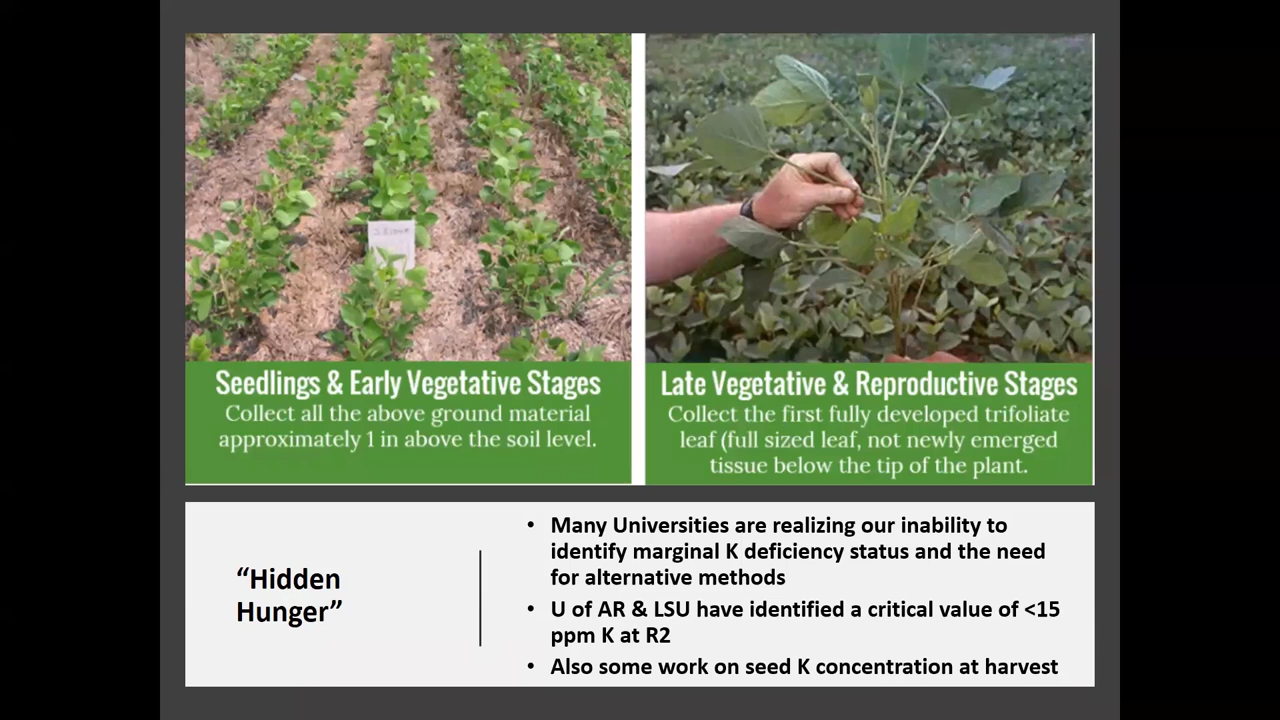 Seedlings & Early Vegetative Stages
Collect all the above ground material
approximately 1 in above the soil level.
Late Vegetative & Reproductive Stages
Collect the first fully developed trifoliate
leaf (full sized leaf, not newly emerged
tissue below the tip of the plant.
“Hidden
Hunger”
• Many Universities are realizing our inability to
identify marginal K deficiency status and the need
for alternative methods
• U of AR & LSU have identified a critical value of <15
ppm K at R2
• Also some work on seed K concentration at harvest